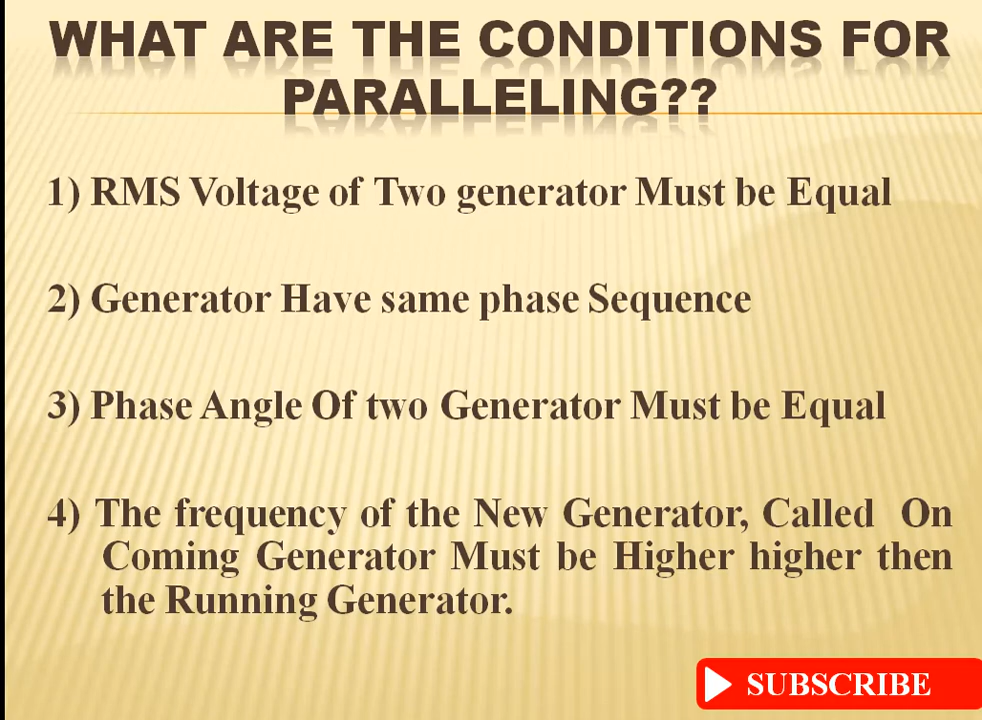 WHAT ARE THE CONDITIONS FOR
PARALLELING??
1) RMS Voltage of Two generator Must be Equal
2) Generator Have same phase Sequence
3) Phase Angle Of two Generator Must be Equal
4) The frequency of the New Generator, Called On
Coming Generator Must be Higher higher then
the Running Generator.
SUBSCRIBE